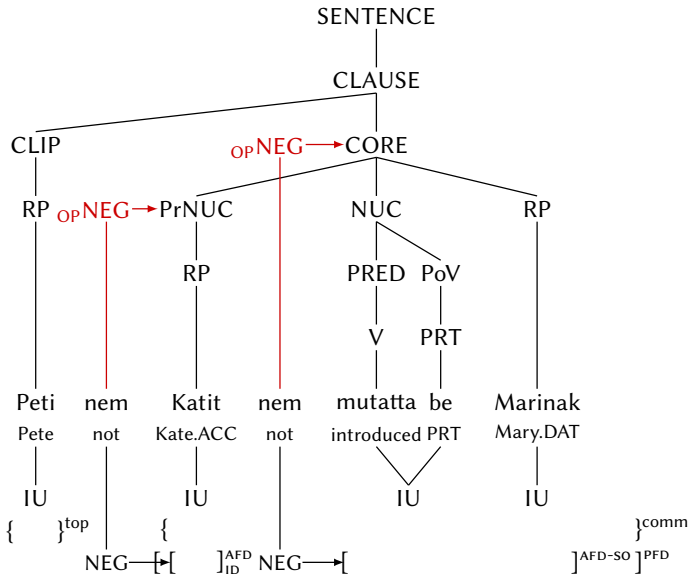 SENTENCE
CLAUSE
CLIP OPNEG CORE
RP OPNEG PrNUC NUC RP
RP PRED PoV
V PRT
Peti nem Katit nem mutatta be Marinak
Pete not Kate.ACC not introduced PRT Mary.DAT
IU IU IU IU
{ }top { }comm
NEG [[ ]AFD ID NEG [ ]AFD-SO ]PFD